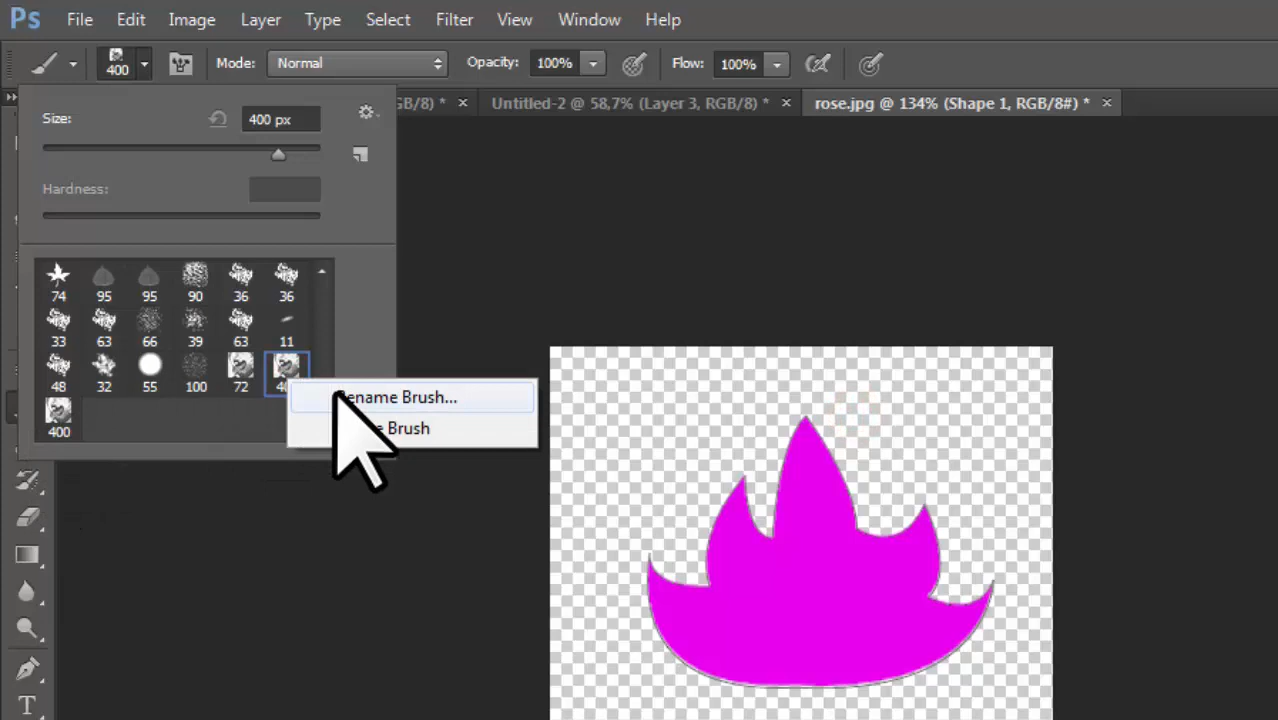 Ps File Edit Image Layer Type Select Filter View Window Help
400 Mode: Normal Opacity: 100% Flow: 100%
GB/8) * × Untitled-2 @ 58,7% (Layer 3, RGB/8) * × rose.jpg @ 134% (Shape 1, RGB/8#) * ×
Size: 400 px
Hardness:
74 95 95 90 36 36
33 63 66 39 63 11
48 32 55 100 72
ename Brush...
Brush
400
T